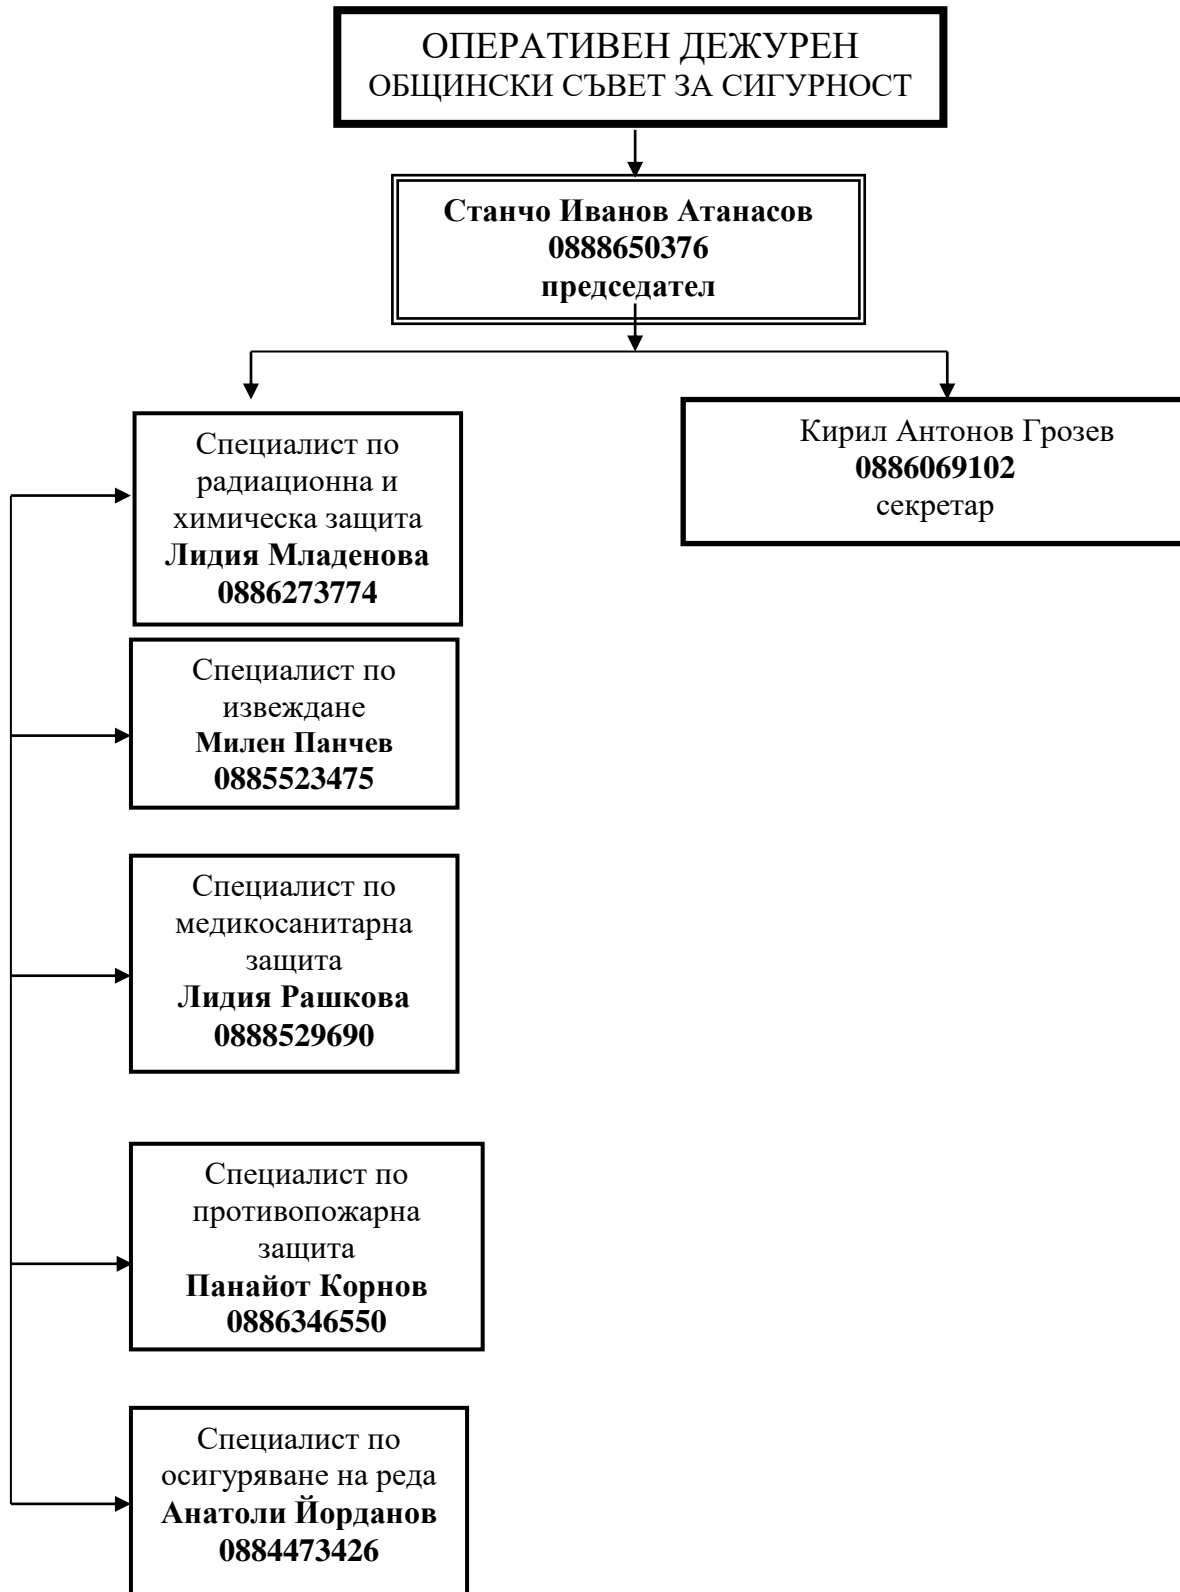 ОПЕРАТИВЕН ДЕЖУРЕН
ОБЩИНСКИ СЪВЕТ ЗА СИГУРНОСТ
Станчо Иванов Атанасов
0888650376
председател
Специалист по
радиационна и
химическа защита
Лидия Младенова
0886273774
Кирил Антонов Грозев
0886069102
секретар
Специалист по
извеждане
Милен Панчев
0885523475
Специалист по
медикосанитарна
защита
Лидия Рашкова
0888529690
Специалист по
противопожарна
защита
Панайот Корнов
0886346550
Специалист по
осигуряване на реда
Анатоли Йорданов
0884473426